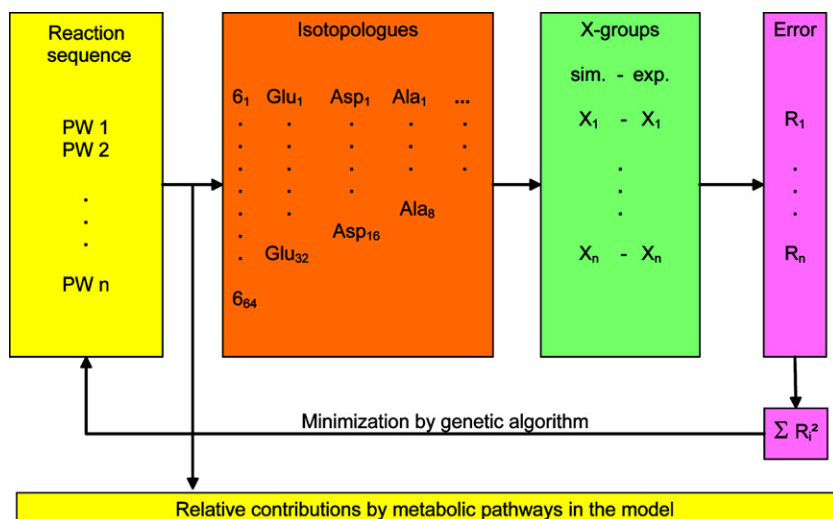 Reaction
sequence
PW 1
PW 2
.
.
.
PW n
Isotopologues
6₁ Glu₁ Asp₁ Ala₁ ...
. . . . .
. . . . .
. . . . .
. . .
. . Ala₈
. Asp₁₆
. Glu₃₂
6₆₄
X-groups
sim. - exp.
X₁ - X₁
.
.
.
Xₙ - Xₙ
Error
R₁
.
.
.
Rₙ
Minimization by genetic algorithm
Σ Rᵢ²
Relative contributions by metabolic pathways in the model